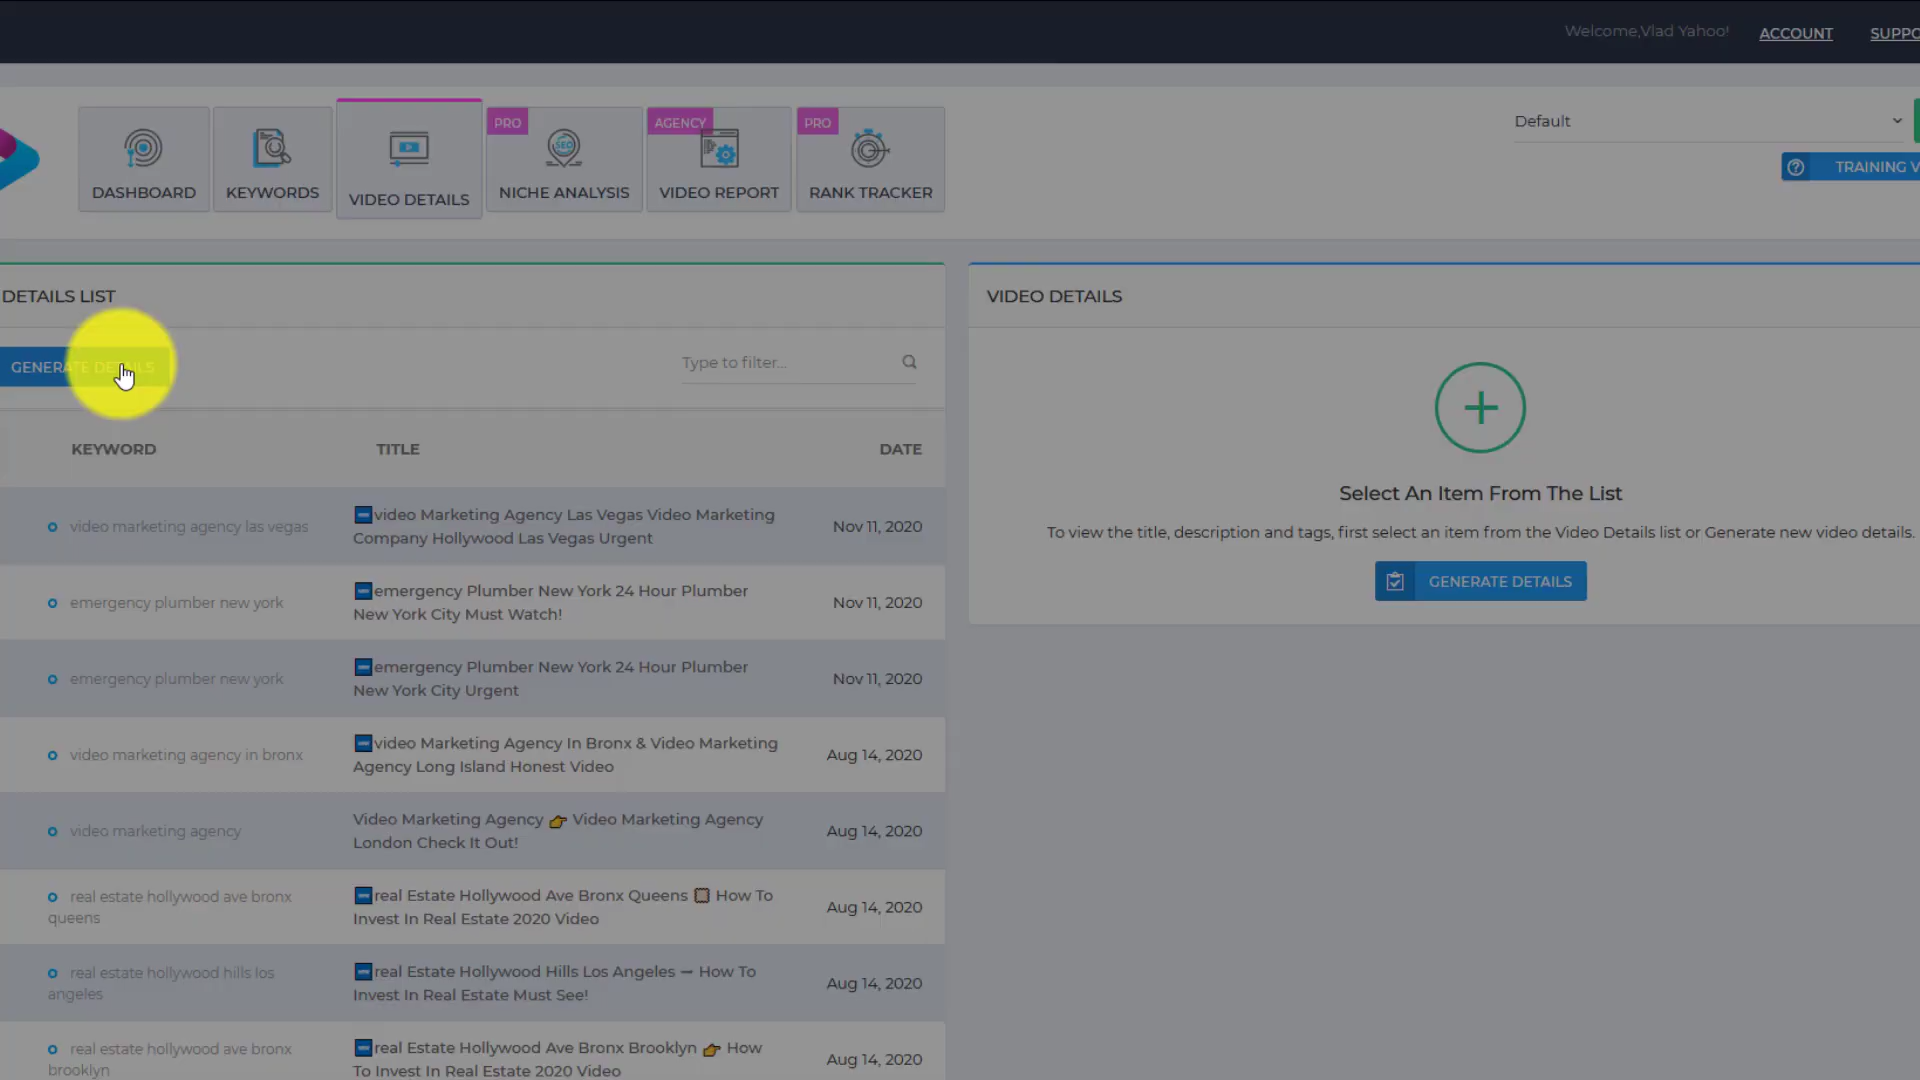 Welcome,Vlad Yahoo!
ACCOUNT
SUPPO
DASHBOARD
KEYWORDS
VIDEO DETAILS
PRO
NICHE ANALYSIS
AGENCY
VIDEO REPORT
PRO
RANK TRACKER
Default
TRAINING V
DETAILS LIST
GENERATE DETAILS
Type to filter...
KEYWORD
TITLE
DATE
video marketing agency las vegas
video Marketing Agency Las Vegas Video Marketing
Company Hollywood Las Vegas Urgent
Nov 11, 2020
emergency plumber new york
emergency Plumber New York 24 Hour Plumber
New York City Must Watch!
Nov 11, 2020
emergency plumber new york
emergency Plumber New York 24 Hour Plumber
New York City Urgent
Nov 11, 2020
video marketing agency in bronx
video Marketing Agency In Bronx & Video Marketing
Agency Long Island Honest Video
Aug 14, 2020
video marketing agency
Video Marketing Agency 👉 Video Marketing Agency
London Check It Out!
Aug 14, 2020
real estate hollywood ave bronx
queens
real Estate Hollywood Ave Bronx Queens How To
Invest In Real Estate 2020 Video
Aug 14, 2020
real estate hollywood hills los
angeles
real Estate Hollywood Hills Los Angeles — How To
Invest In Real Estate Must See!
Aug 14, 2020
real estate hollywood ave bronx
brooklyn
real Estate Hollywood Ave Bronx Brooklyn 👉 How
To Invest In Real Estate 2020 Video
Aug 14, 2020
VIDEO DETAILS
Select An Item From The List
To view the title, description and tags, first select an item from the Video Details list or Generate new video details.
GENERATE DETAILS